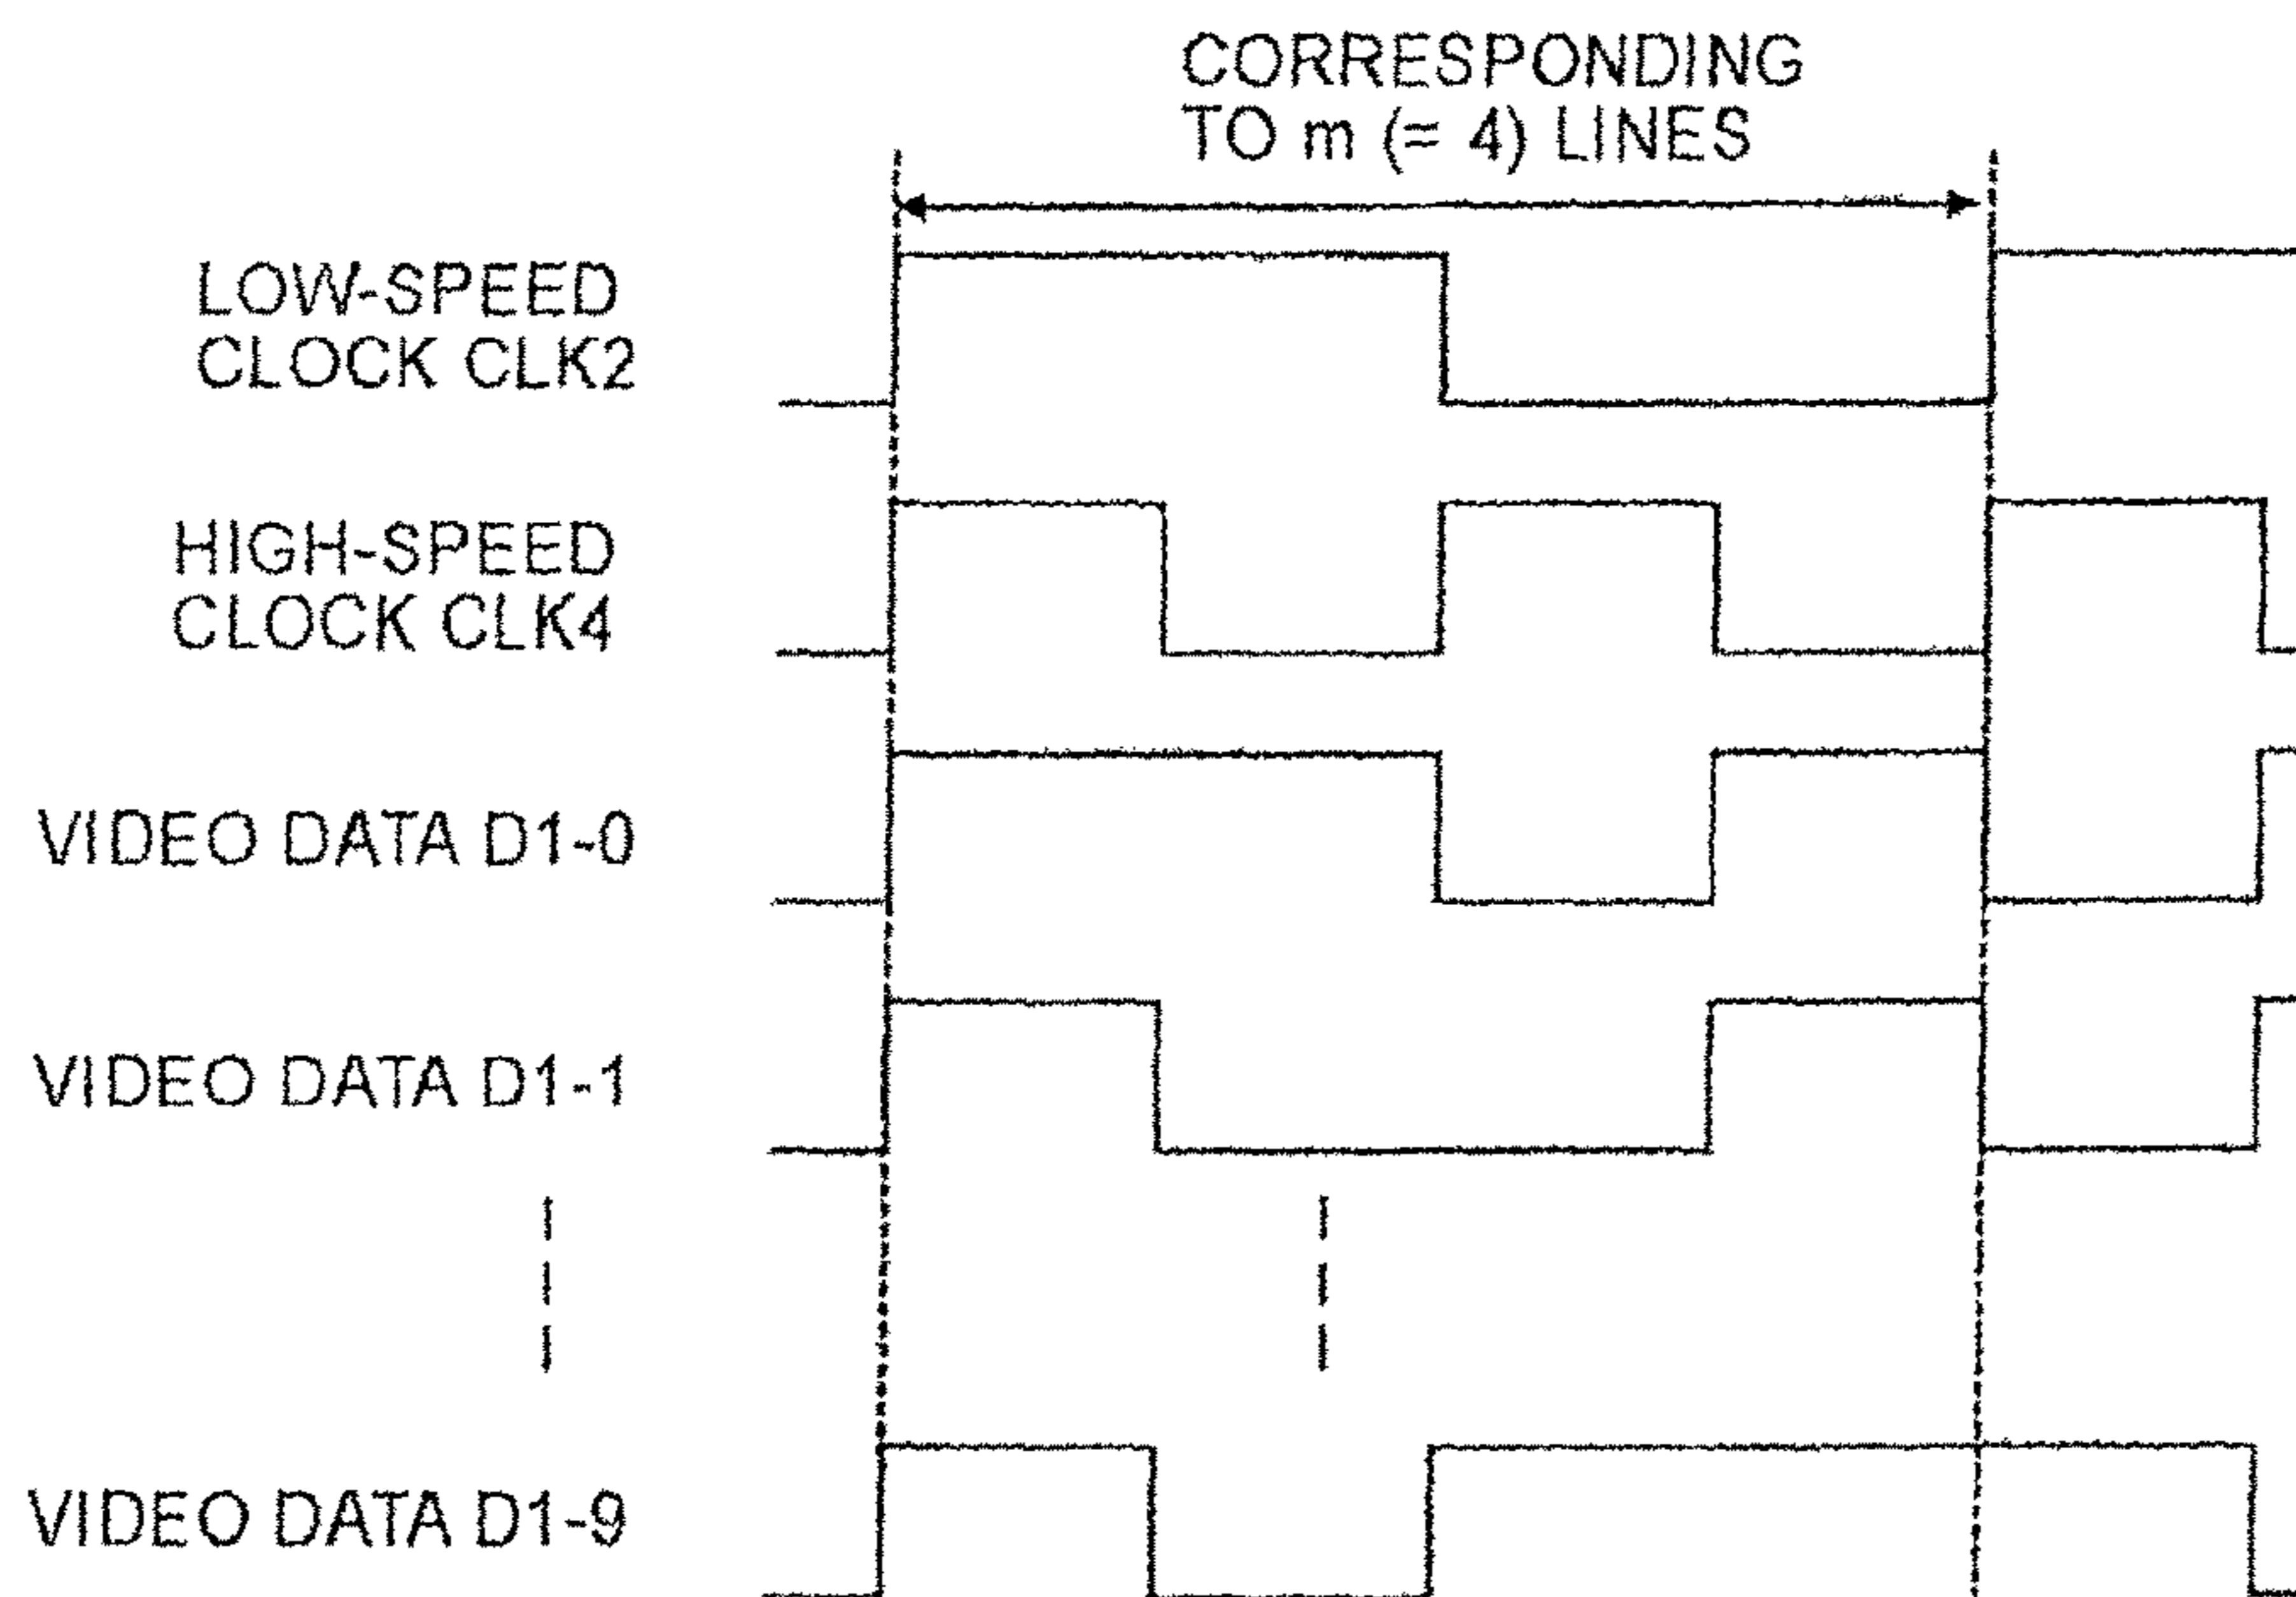 CORRESPONDING
TO m (= 4) LINES
LOW-SPEED
CLOCK CLK2
HIGH-SPEED
CLOCK CLK4
VIDEO DATA D1-0
VIDEO DATA D1-1
VIDEO DATA D1-9